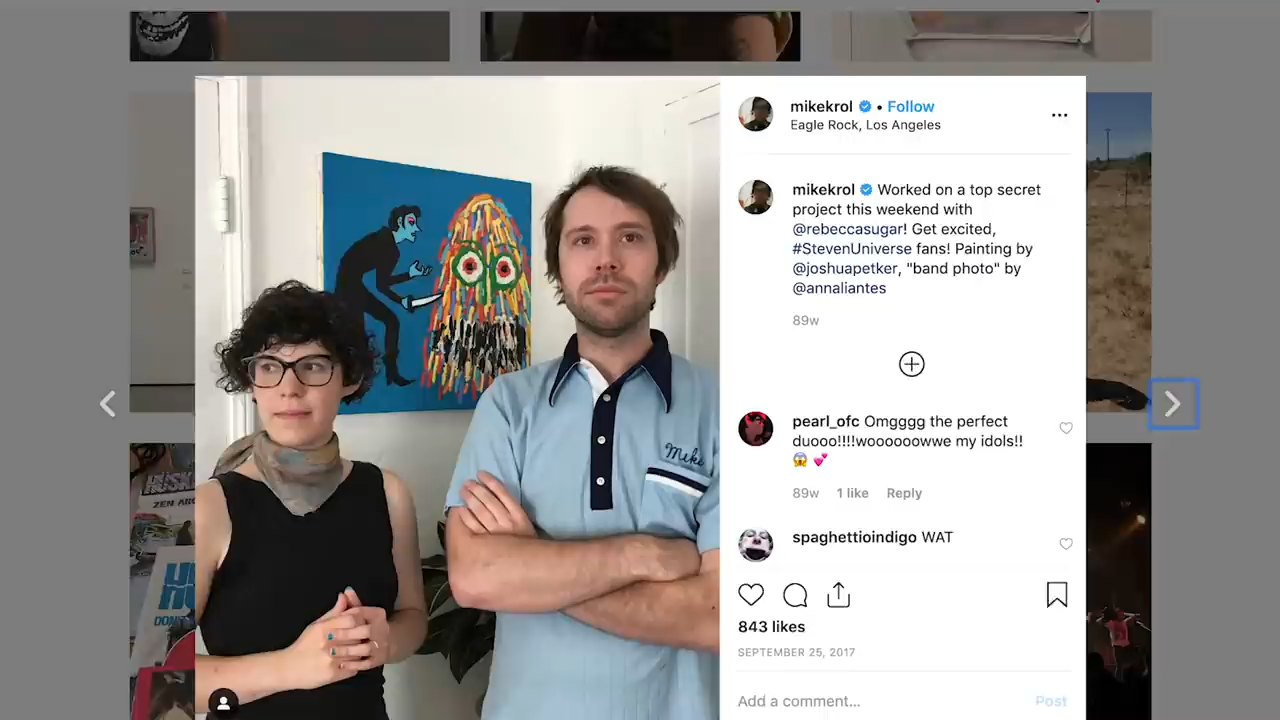 mikekrol • Follow
Eagle Rock, Los Angeles
mikekrol Worked on a top secret
project this weekend with
@rebeccasugar! Get excited,
#StevenUniverse fans! Painting by
@joshuapetker, "band photo" by
@annaliantes
89w
pearl_ofc Omgggg the perfect
duooo!!!!woooooowwe my idols!!
😱 💕
89w 1 like Reply
spaghettioindigo WAT
843 likes
SEPTEMBER 25, 2017
Add a comment... Post
Mike
ZEN